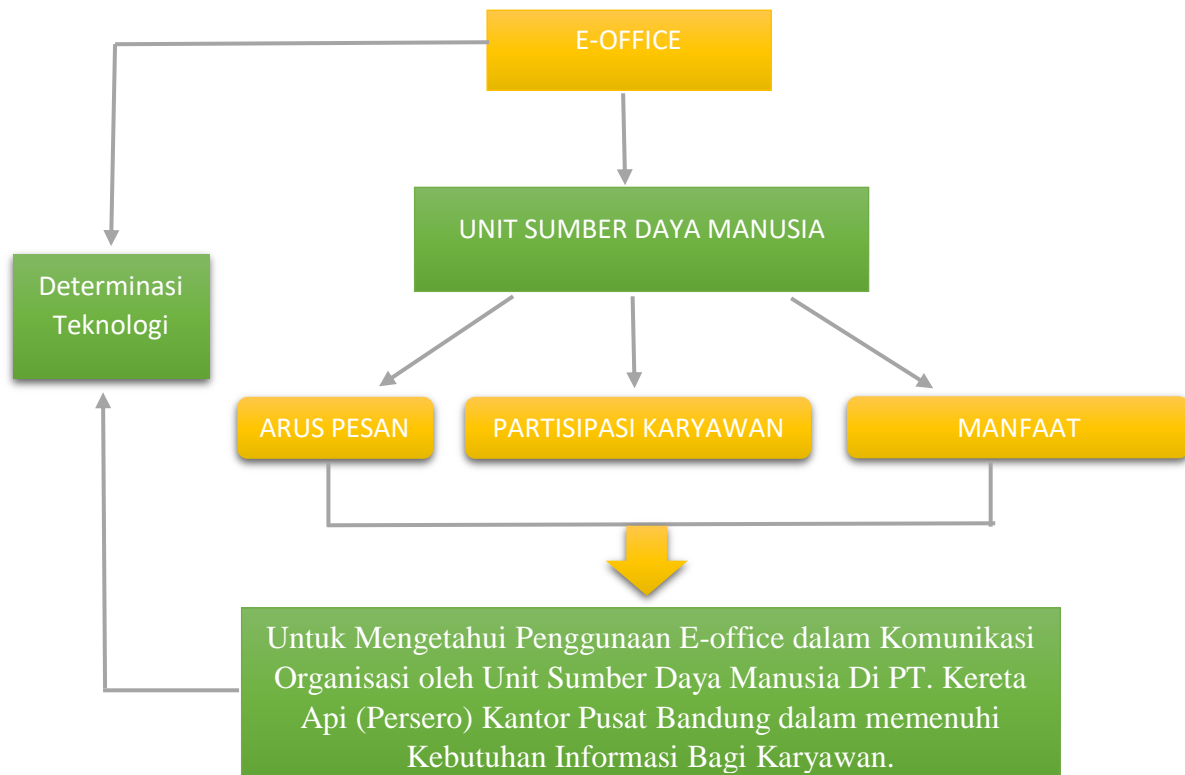 E-OFFICE
UNIT SUMBER DAYA MANUSIA
Determinasi
Teknologi
ARUS PESAN
PARTISIPASI KARYAWAN
MANFAAT
Untuk Mengetahui Penggunaan E-office dalam Komunikasi
Organisasi oleh Unit Sumber Daya Manusia Di PT. Kereta
Api (Persero) Kantor Pusat Bandung dalam memenuhi
Kebutuhan Informasi Bagi Karyawan.